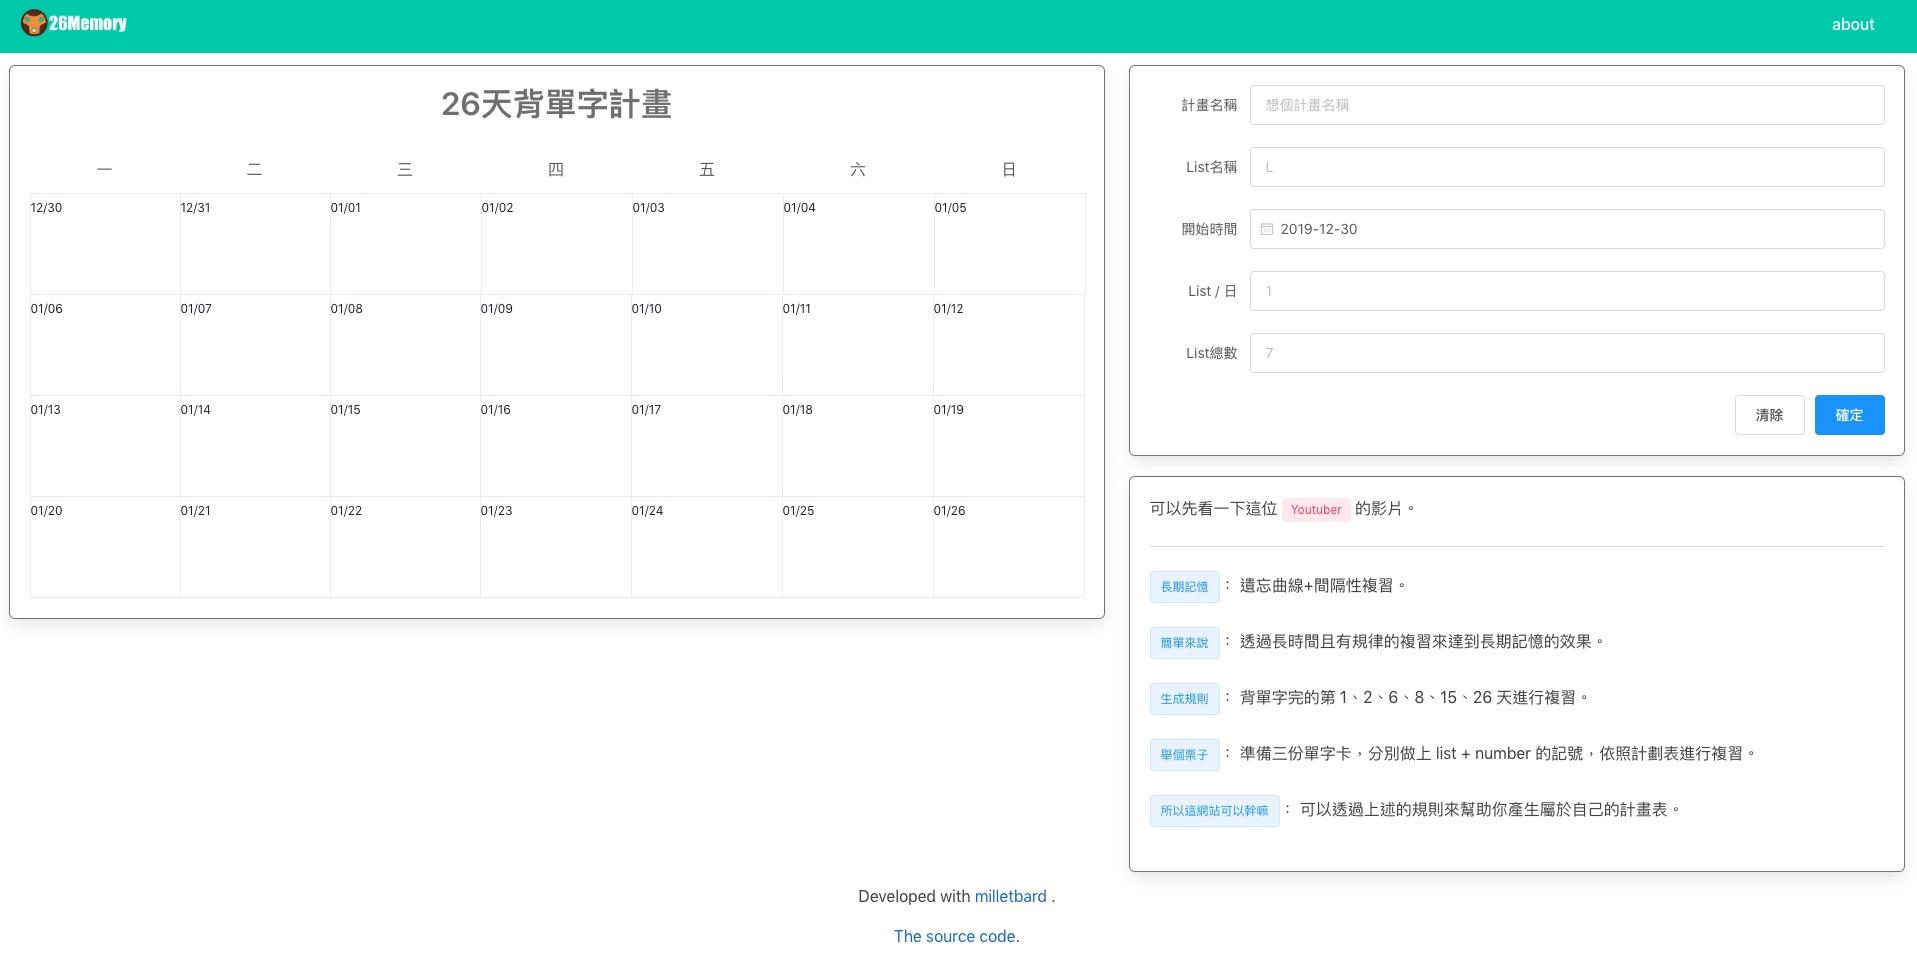 26Memory
about
26天背單字計畫
一 二 三 四 五 六 日
12/30 12/31 01/01 01/02 01/03 01/04 01/05
01/06 01/07 01/08 01/09 01/10 01/11 01/12
01/13 01/14 01/15 01/16 01/17 01/18 01/19
01/20 01/21 01/22 01/23 01/24 01/25 01/26
計畫名稱 想個計畫名稱
List名稱 L
開始時間 2019-12-30
List / 日 1
List總數 7
清除 確定
可以先看一下這位 Youtuber 的影片。
長期記憶 : 遺忘曲線+間隔性複習。
簡單來說 : 透過長時間且有規律的複習來達到長期記憶的效果。
生成規則 : 背單字完的第 1、2、6、8、15、26 天進行複習。
舉個栗子 : 準備三份單字卡，分別做上 list + number 的記號，依照計劃表進行複習。
所以這網站可以幹嘛 : 可以透過上述的規則來幫助你產生屬於自己的計畫表。
Developed with milletbard .
The source code.